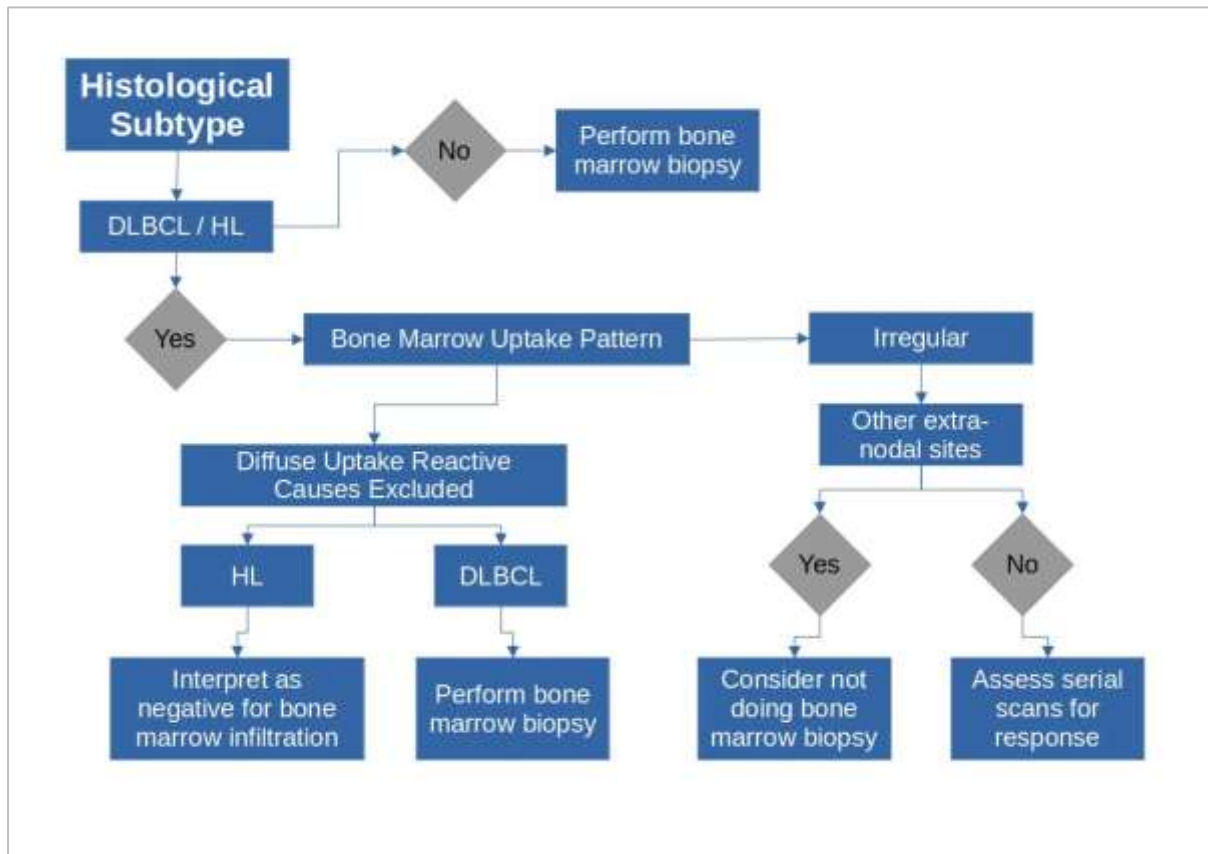 Histological
Subtype
No
Perform bone
marrow biopsy
DLBCL / HL
Yes
Bone Marrow Uptake Pattern
Irregular
Other extra-
nodal sites
Diffuse Uptake Reactive
Causes Excluded
HL
DLBCL
Yes
No
Interpret as
negative for bone
marrow infiltration
Perform bone
marrow biopsy
Consider not
doing bone
marrow biopsy
Assess serial
scans for
response